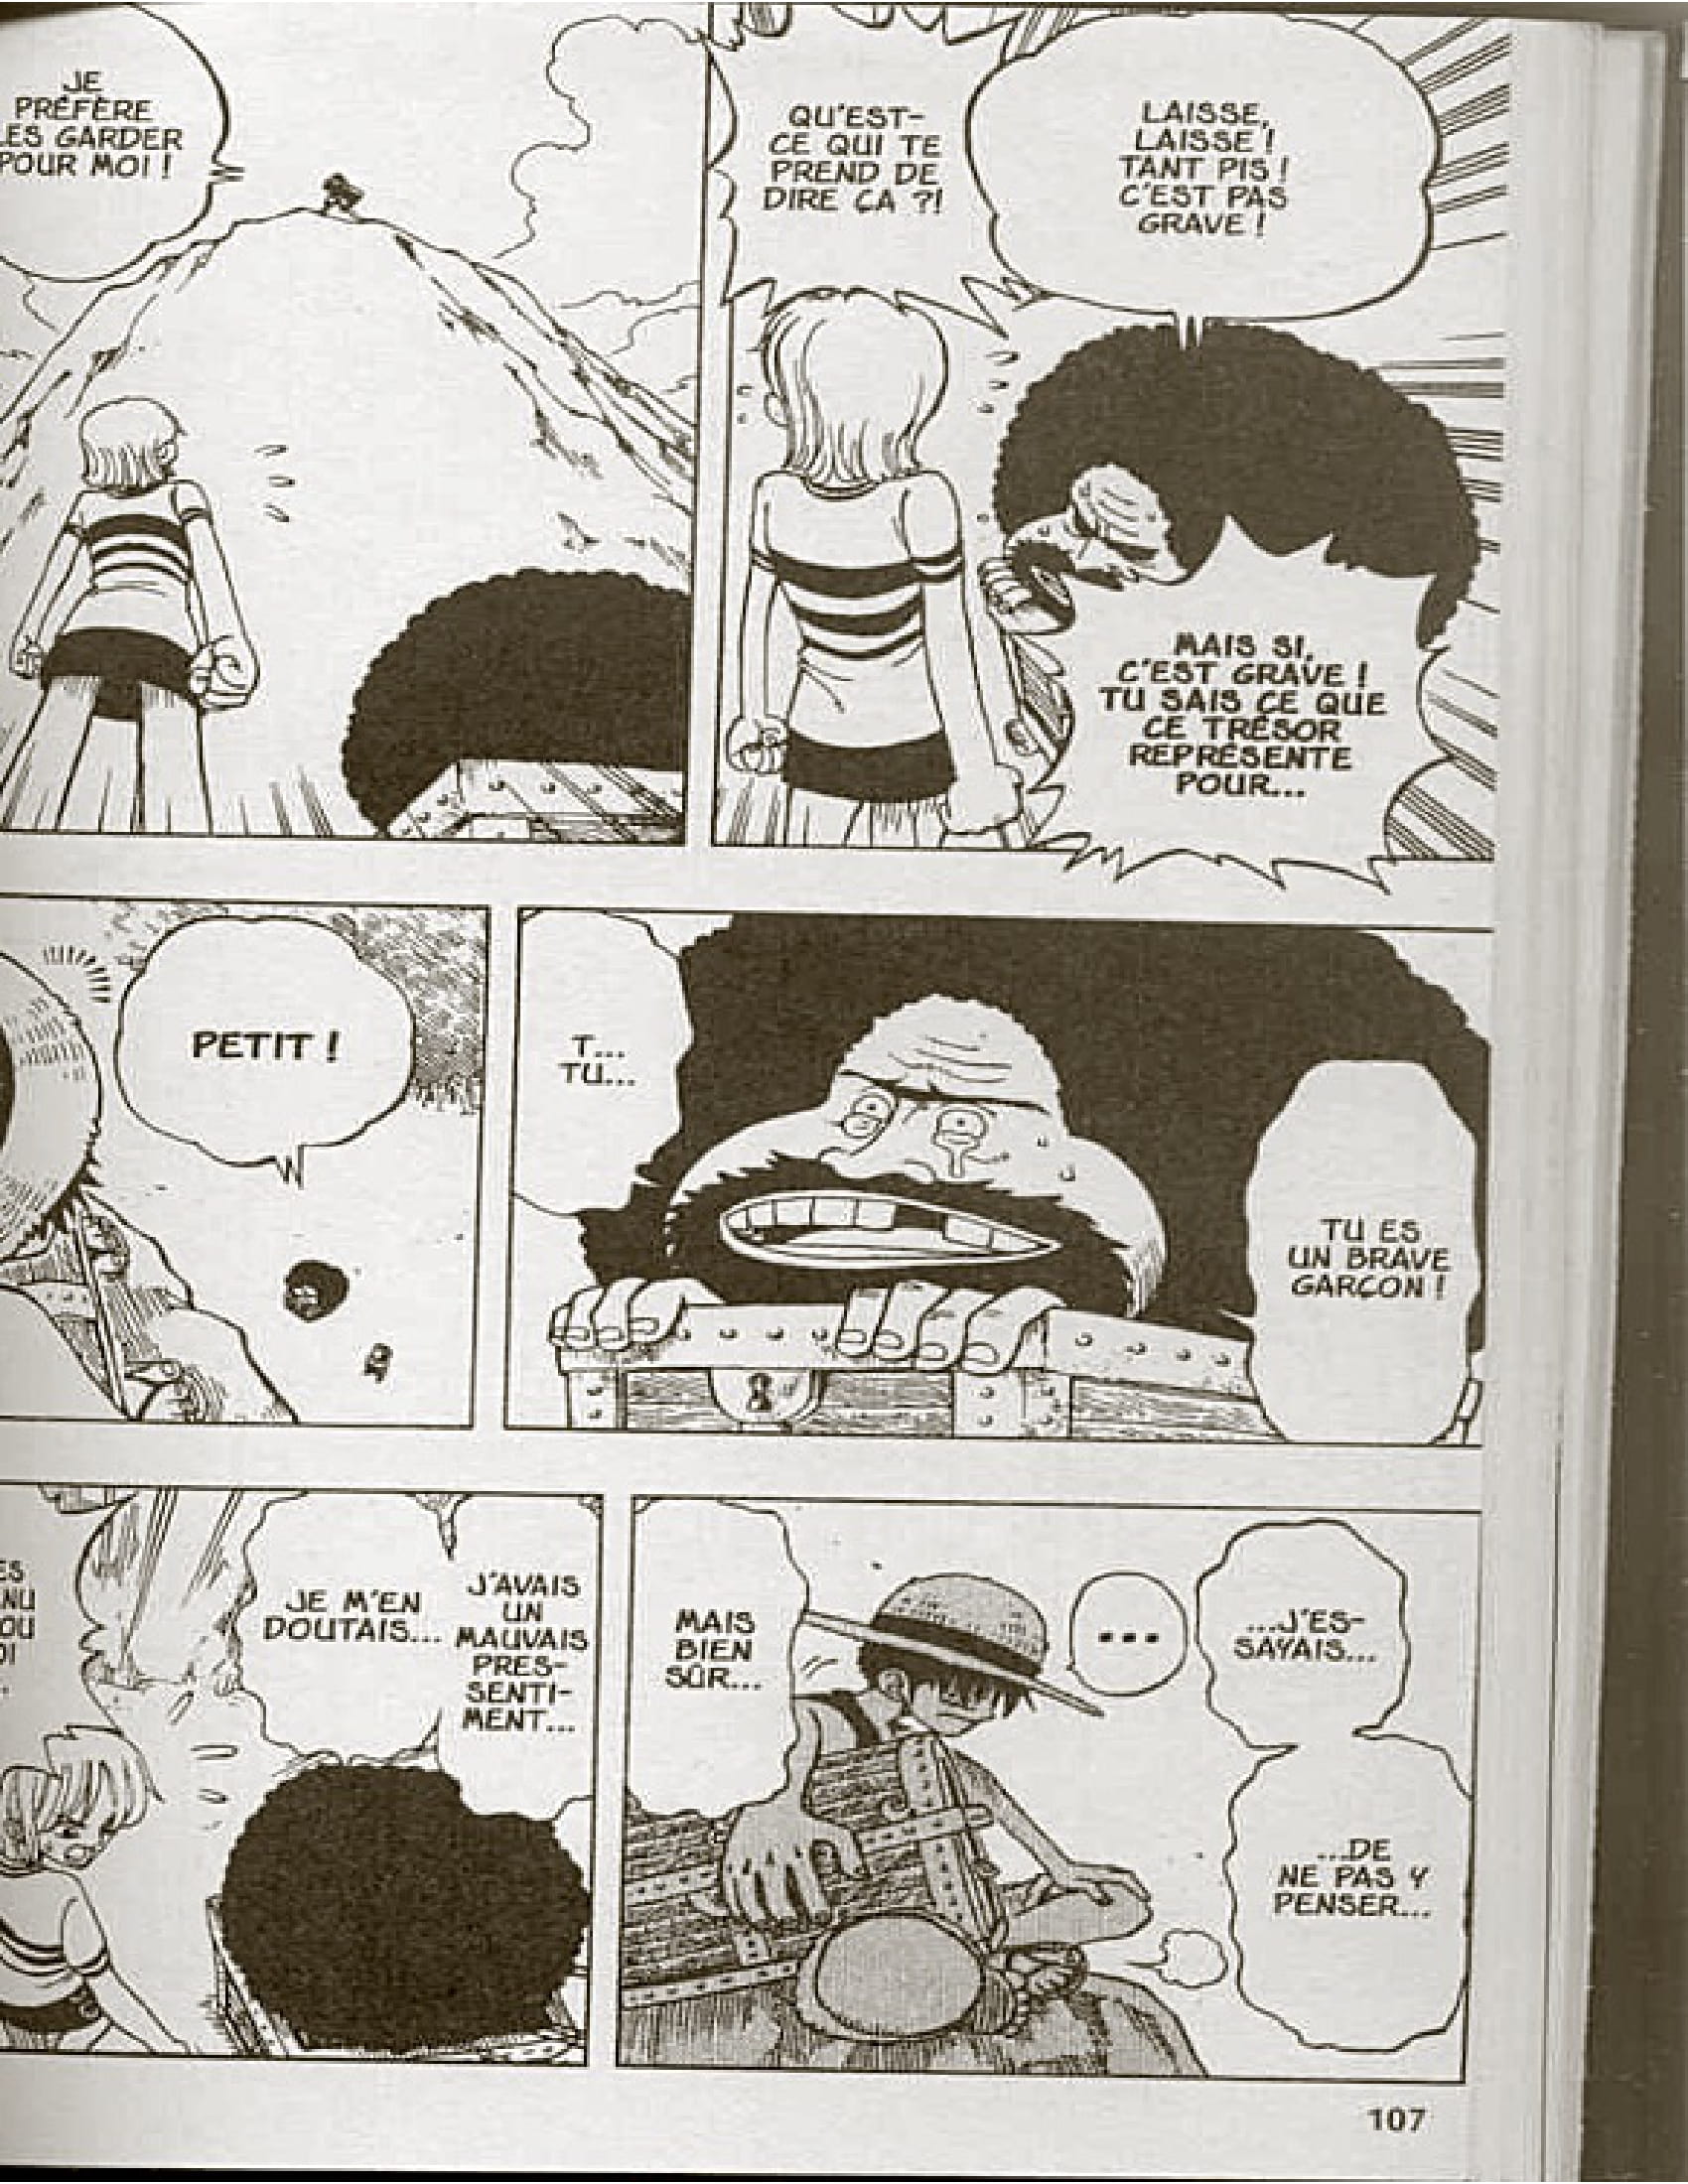 LAISSE,
LAISSE !
TANT PIS !
C'EST PAS
GRAVE !
QU'EST-
CE QUI TE
PREND DE
DIRE ÇA ?!
MAIS SI,
C'EST GRAVE !
TU SAIS CE QUE
CE TRÉSOR
REPRÉSENTE
POUR...
JE
PRÉFÈRE
LES GARDER
POUR MOI !
TU ES
UN BRAVE
GARÇON !
T...
TU...
PETIT !
...J'ES-
SAYAIS...
...DE
NE PAS Y
PENSER...
...
MAIS
BIEN
SÛR...
J'AVAIS
UN
MAUVAIS
PRES-
SENTI-
MENT...
JE M'EN
DOUTAIS...
107